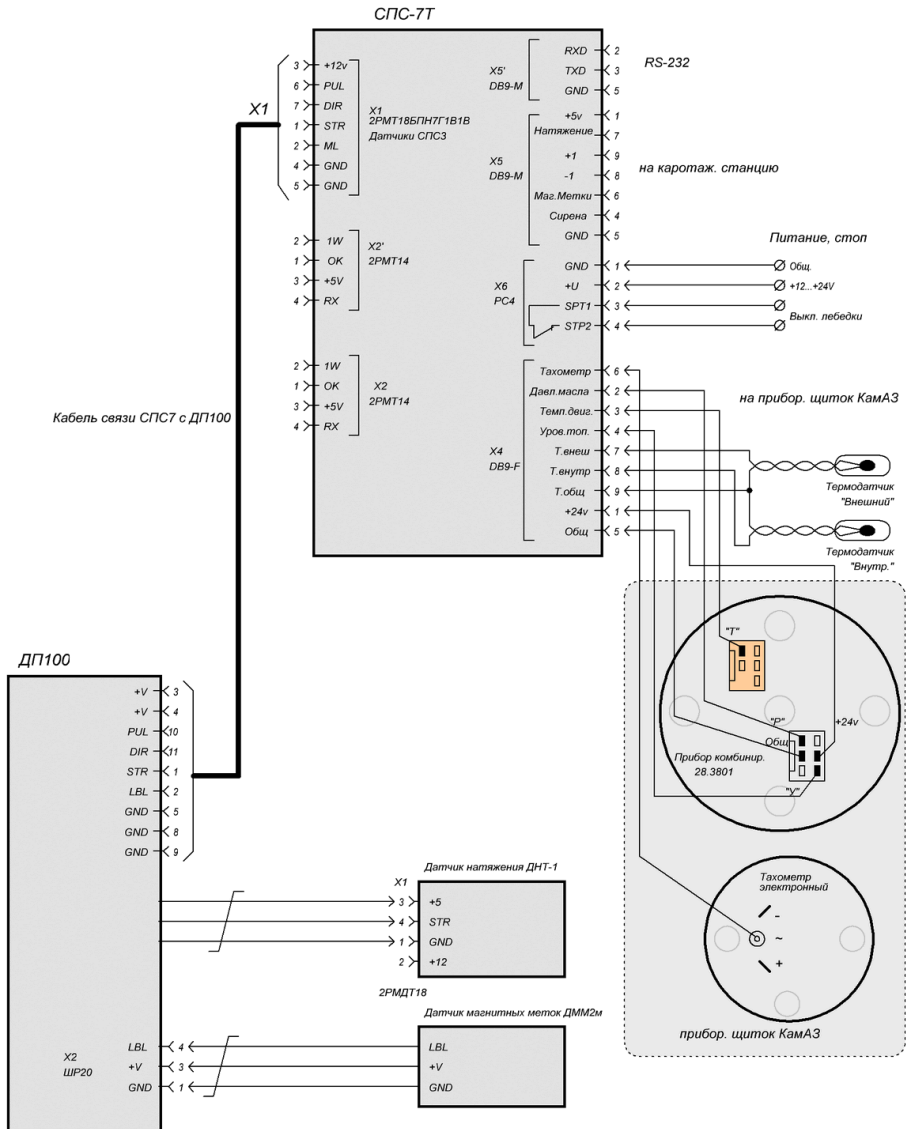 СПС-7Т
X1
3 +12v
6 PUL
7 DIR
1 STR
2 ML
4 GND
5 GND
X1
2РМТ18БПН7Г1В1В
Датчики СПС3
2 1W
1 OK
3 +5V
4 RX
X2'
2РМТ14
2 1W
1 OK
3 +5V
4 RX
X2
2РМТ14
X5'
DB9-M
RXD 2
TXD 3
GND 5
RS-232
X5
DB9-M
+5v 1
Натяжение 7
+1 9
-1 8
Маг.Метки 6
Сирена 4
GND 5
на каротаж. станцию
Питание, стоп
X6
PC4
GND 1
+U 2
SPT1 3
STP2 4
Общ.
+12...+24V
Выкл. лебедки
X4
DB9-F
Тахометр 6
Давл.масла 2
Темп.двиг. 3
Уров.топ. 4
Т.внеш 7
Т.внутр 8
Т.общ 9
+24v 1
Общ 5
на прибор. щиток КамАЗ
Термодатчик
"Внешний"
Термодатчик
"Внутр."
Кабель связи СПС7 с ДП100
"Т"
"Р"
+24v
Общ
Прибор комбинир.
28.3801
"У"
Тахометр
электронный
-
~
+
прибор. щиток КамАЗ
ДП100
+V 3
+V 4
PUL 10
DIR 11
STR 1
LBL 2
GND 5
GND 8
GND 9
Датчик натяжения ДНТ-1
X1
3 +5
4 STR
1 GND
2 +12
2РМДТ18
Датчик магнитных меток ДММ2м
X2
ШР20
LBL 4
+V 3
GND 1
LBL
+V
GND